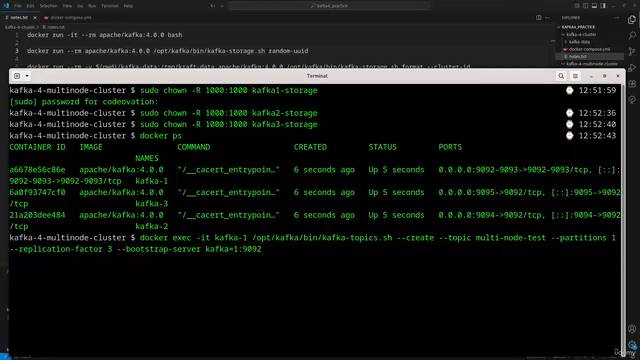 File Edit Selection View Go Run Terminal Help
kafka4_practice
notes.txt
docker-compose.yml
EXPLORER
KAFKA4_PRACTICE
kafka-4-cluster
kafka-data
docker-compose.yml
notes.txt
kafka-4-multinode-cluster
kafka-4-cluster > notes.txt
docker run -it --rm apache/kafka:4.0.0 bash
docker run --rm apache/kafka:4.0.0 /opt/kafka/bin/kafka-storage.sh random-uuid
Terminal
kafka-4-multinode-cluster $ sudo chown -R 1000:1000 kafka1-storage 12:51:59
[sudo] password for codeovation:
kafka-4-multinode-cluster $ sudo chown -R 1000:1000 kafka2-storage 12:52:36
kafka-4-multinode-cluster $ sudo chown -R 1000:1000 kafka3-storage 12:52:40
kafka-4-multinode-cluster $ docker ps 12:52:43
CONTAINER ID IMAGE COMMAND CREATED STATUS PORTS
NAMES
a6678e56c86e apache/kafka:4.0.0 "/__cacert_entrypoin…" 6 seconds ago Up 5 seconds 0.0.0.0:9092-9093->9092-9093/tcp, [::]:
9092-9093->9092-9093/tcp kafka-1
6a0f93747cf0 apache/kafka:4.0.0 "/__cacert_entrypoin…" 6 seconds ago Up 5 seconds 0.0.0.0:9095->9092/tcp, [::]:9095->9092
/tcp kafka-3
21a203dee484 apache/kafka:4.0.0 "/__cacert_entrypoin…" 6 seconds ago Up 5 seconds 0.0.0.0:9094->9092/tcp, [::]:9094->9092
/tcp kafka-2
kafka-4-multinode-cluster $ docker exec -it kafka-1 /opt/kafka/bin/kafka-topics.sh --create --topic multi-node-test --partitions 1
--replication-factor 3 --bootstrap-server kafka=1:9092